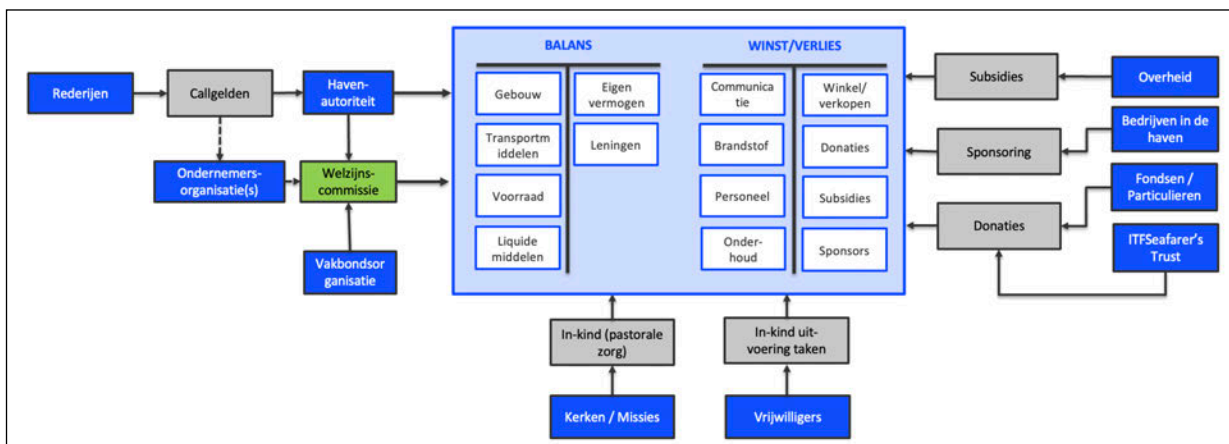 BALANS
WINST/VERLIES
Rederijen
Callgelden
Haven-
autoriteit
Ondernemers-
organisatie(s)
Welzijns-
commissie
Vakbondsor
ganisatie
Gebouw
Eigen
vermogen
Transportm
iddelen
Leningen
Voorraad
Liquide
middelen
Communica
tie
Winkel/
verkopen
Brandstof
Donaties
Personeel
Subsidies
Onder-
houd
Sponsors
Subsidies
Overheid
Sponsoring
Bedrijven in de
haven
Donaties
Fondsen /
Particulieren
ITFSeafarer's
Trust
In-kind (pastorale
zorg)
In-kind uit-
voering taken
Kerken / Missies
Vrijwilligers